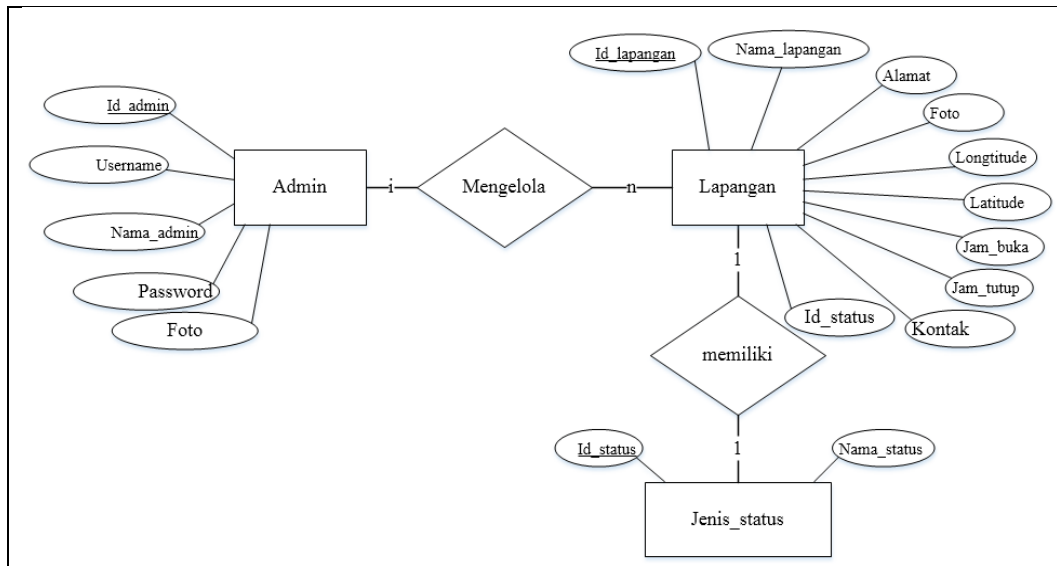 Id_lapangan
Nama_lapangan
Alamat
Foto
Longtitude
Latitude
Jam_buka
Jam_tutup
Kontak
Id_status
Id_admin
Username
Nama_admin
Password
Foto
Admin
i
Mengelola
n
Lapangan
1
memiliki
1
Id_status
Nama_status
Jenis_status